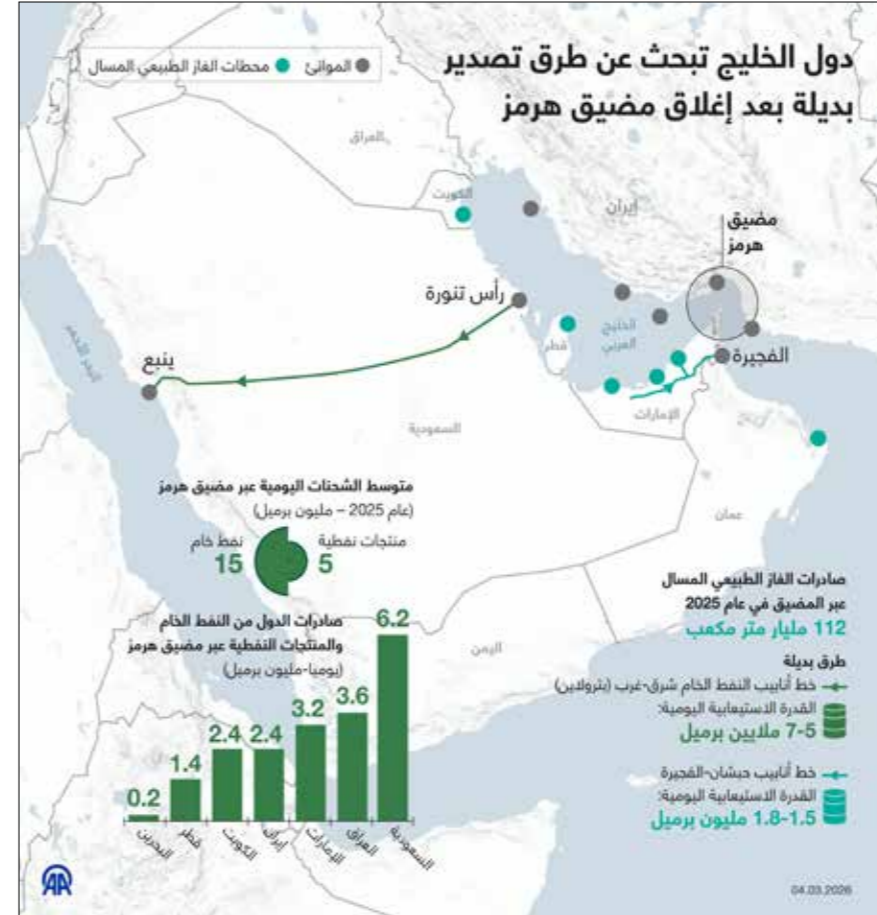 دول الخليج تبحث عن طرق تصدير
بديلة بعد إغلاق مضيق هرمز
الموانئ
محطات الغاز الطبيعي المسال
العراق
الكويت
إيران
مضيق
هرمز
رأس تنورة
الخليج
العربي
قطر
الفجيرة
ينبع
البحر الأحمر
الإمارات
السعودية
عمان
اليمن
متوسط الشحنات اليومية عبر مضيق هرمز
(عام 2025 – مليون برميل)
منتجات نفطية
5
نفط خام
15
صادرات الدول من النفط الخام
والمنتجات النفطية عبر مضيق هرمز
(يوميا-مليون برميل)
6.2
3.6
3.2
2.4
2.4
1.4
0.2
السعودية
العراق
الإمارات
إيران
الكويت
قطر
البحرين
صادرات الغاز الطبيعي المسال
عبر المضيق في عام 2025
112 مليار متر مكعب
طرق بديلة
خط أنابيب النفط الخام شرق-غرب (بترولاين)
القدرة الاستيعابية اليومية:
5-7 ملايين برميل
خط أنابيب حبشان-الفجيرة
القدرة الاستيعابية اليومية:
1.5-1.8 مليون برميل
AA
04.03.2026